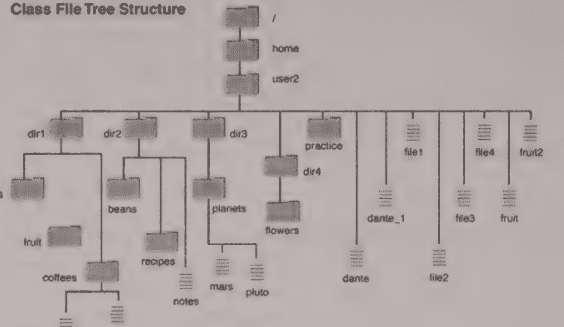 Class File Tree Structure
/
home
user2
dir1
dir2
dir3
dir4
practice
file1
file4
fruit2
beans
planets
dante_1
file3
fruit
fruit
flowers
coffees
recipes
dante
file2
notes
mars
pluto